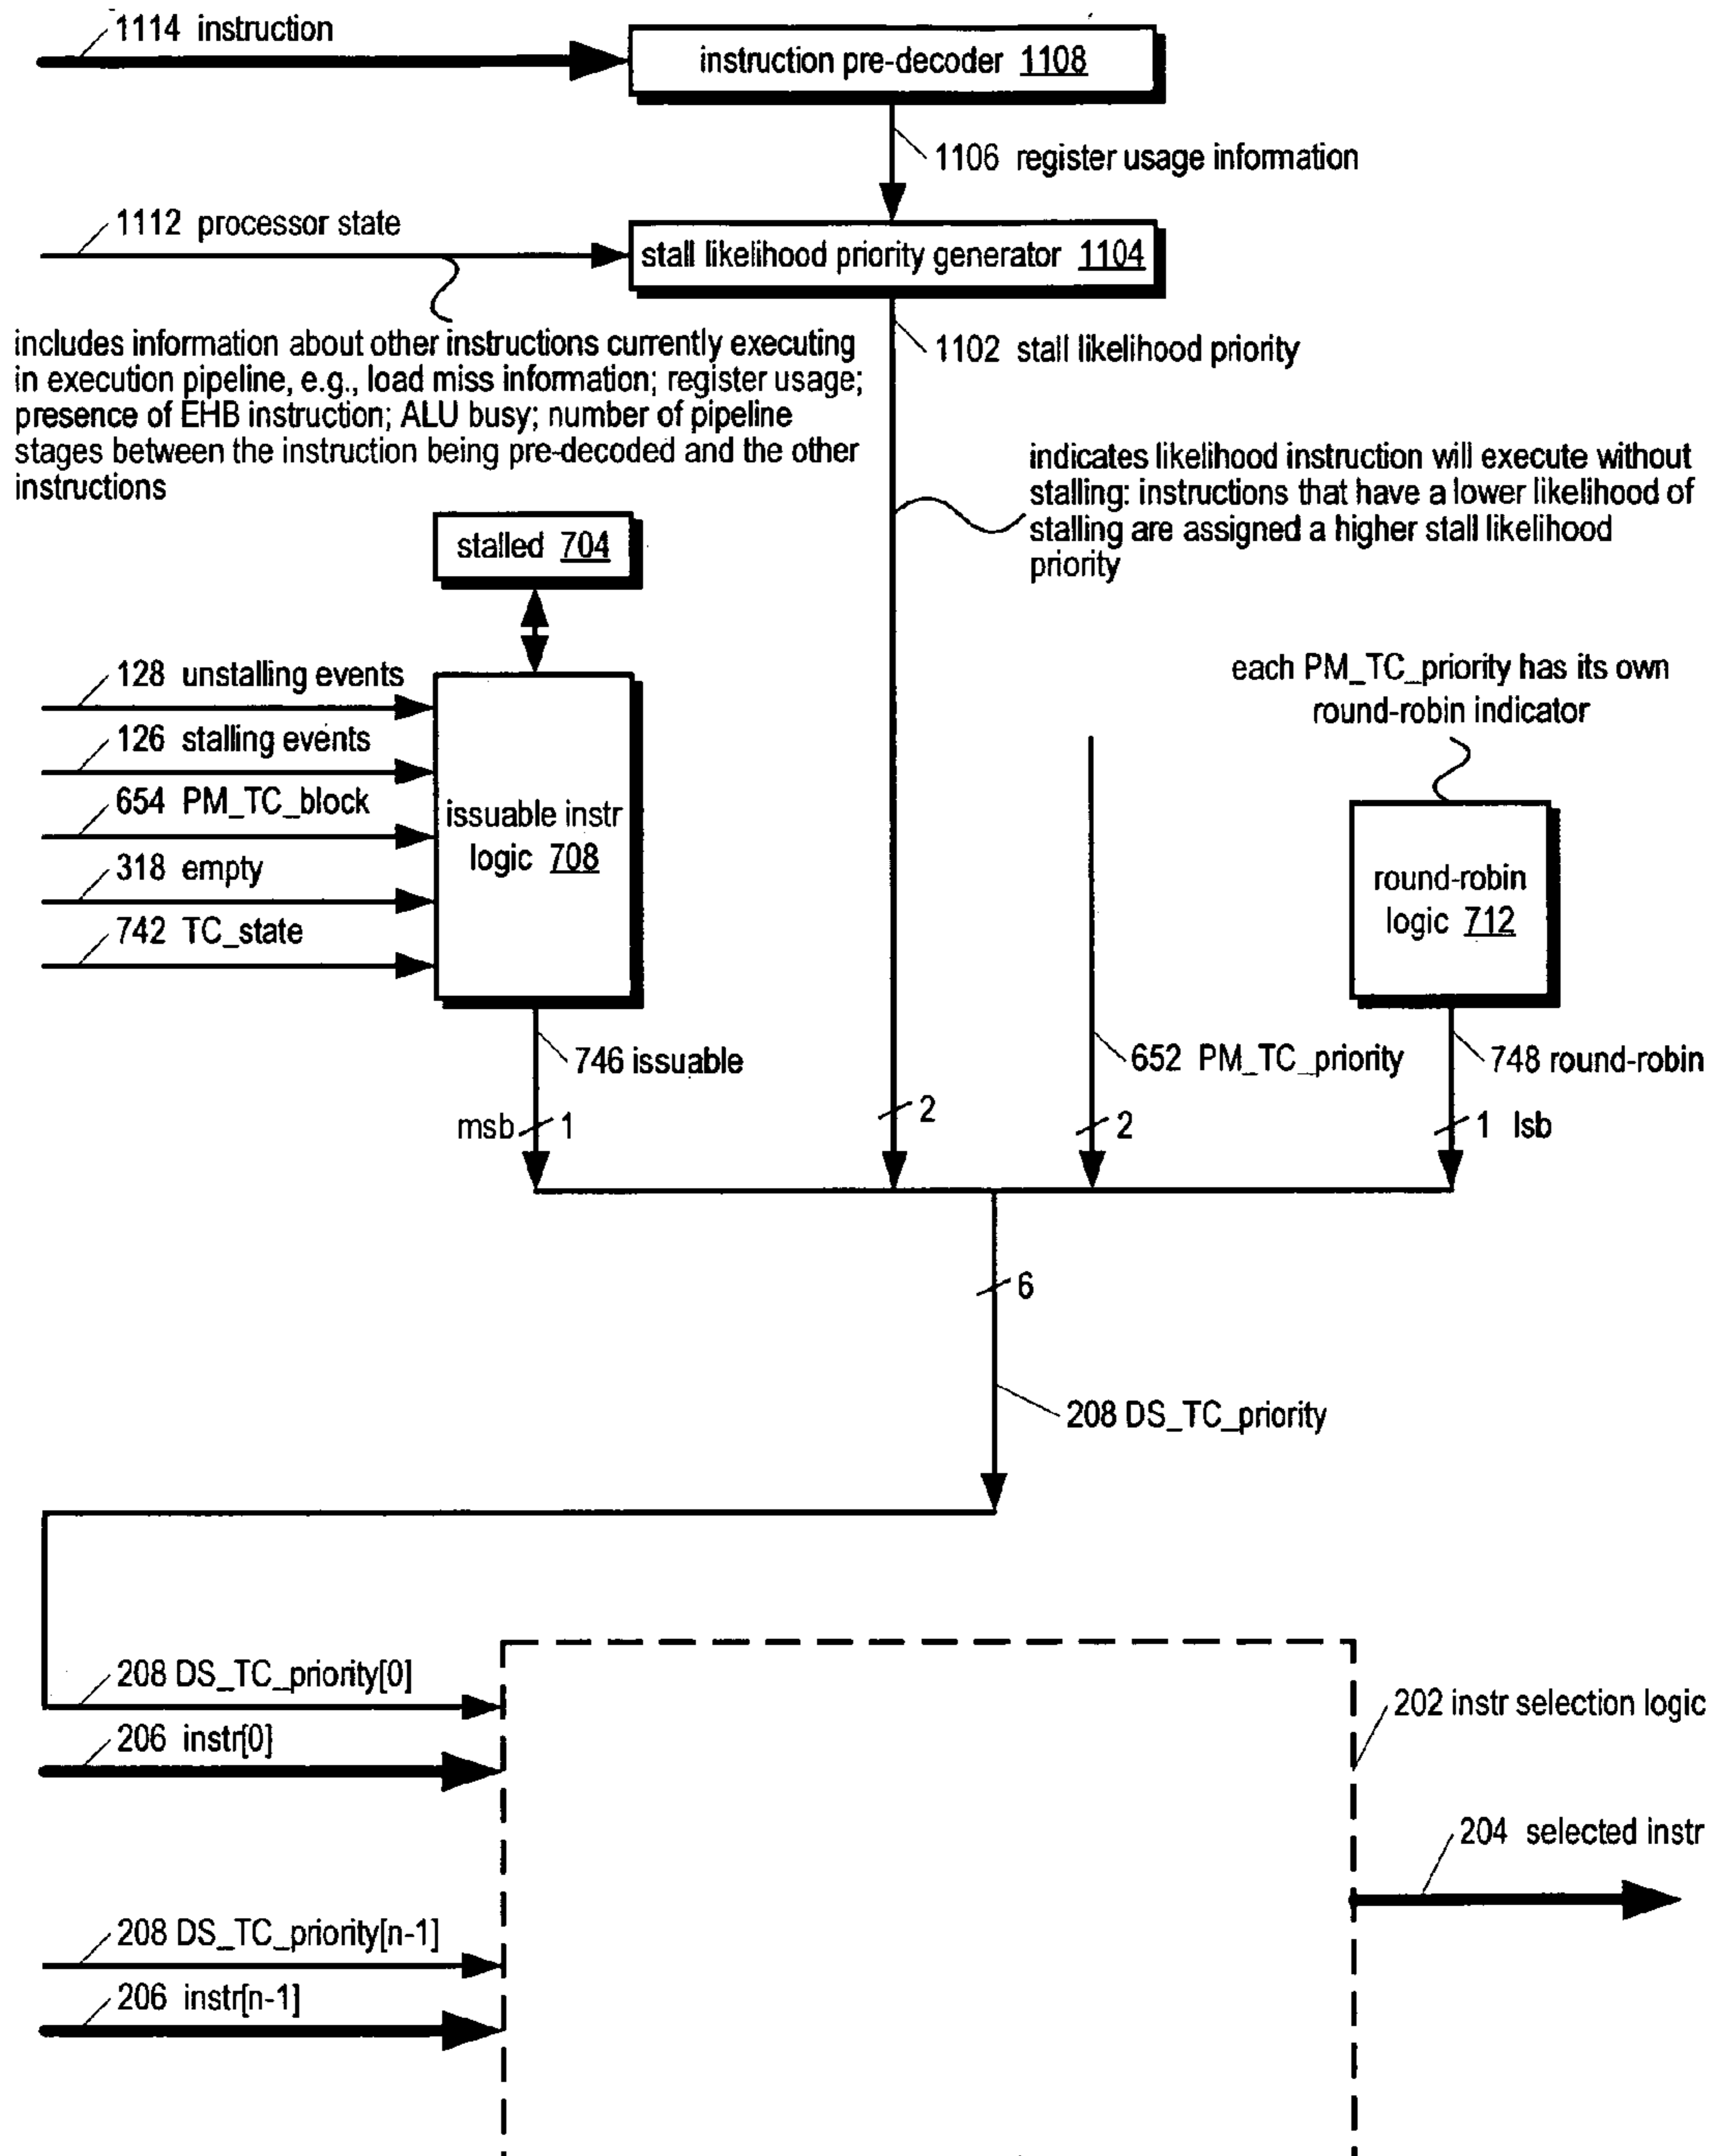 1114 instruction
instruction pre-decoder 1108
1106 register usage information
1112 processor state
stall likelihood priority generator 1104
includes information about other instructions currently executing
in execution pipeline, e.g., load miss information; register usage;
presence of EHB instruction; ALU busy; number of pipeline
stages between the instruction being pre-decoded and the other
instructions
1102 stall likelihood priority
indicates likelihood instruction will execute without
stalling: instructions that have a lower likelihood of
stalling are assigned a higher stall likelihood
priority
stalled 704
128 unstalling events
126 stalling events
654 PM_TC_block
318 empty
742 TC_state
issuable instr
logic 708
each PM_TC_priority has its own
round-robin indicator
round-robin
logic 712
746 issuable
652 PM_TC_priority
748 round-robin
msb 1
2
2
1 lsb
6
208 DS_TC_priority
208 DS_TC_priority[0]
206 instr[0]
202 instr selection logic
204 selected instr
208 DS_TC_priority[n-1]
206 instr[n-1]